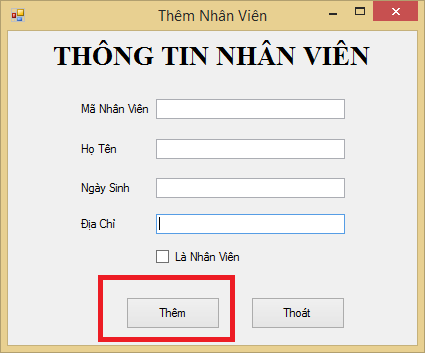 Thêm Nhân Viên
THÔNG TIN NHÂN VIÊN
Mã Nhân Viên
Họ Tên
Ngày Sinh
Địa Chỉ
Là Nhân Viên
Thêm
Thoát